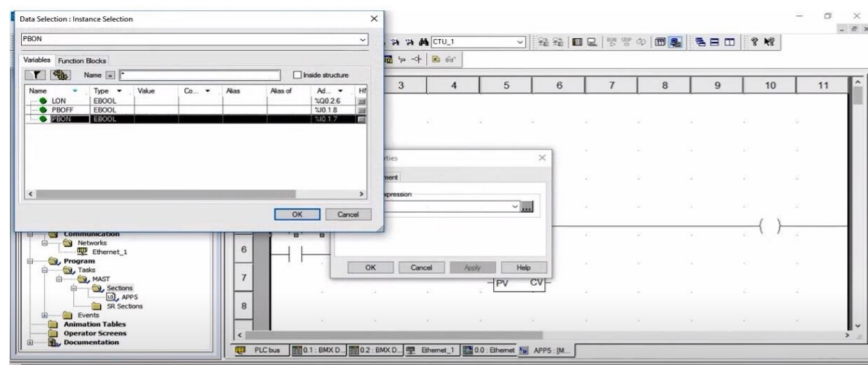 Data Selection : Instance Selection
PBON
CTU_1
Variables Function Blocks
Name Inside structure
Name Type Value Co... Alias Alias of Ad...
LON EBOOL %Q0.2.6
PBOFF EBOOL %I0.1.8
PBON EBOOL %I0.1.7
OK Cancel
3 4 5 6 7 8 9 10 11
OK Cancel Apply Help
PV CV
6
7
8
Communication
Networks
Ethernet_1
Program
Tasks
MAST
Sections
APPS
SR Sections
Events
Animation Tables
Operator Screens
Documentation
PLC bus 0.1 : BMX D... 0.2 : BMX D... Ethernet_1 0.0 : Ethernet APPS : [M...